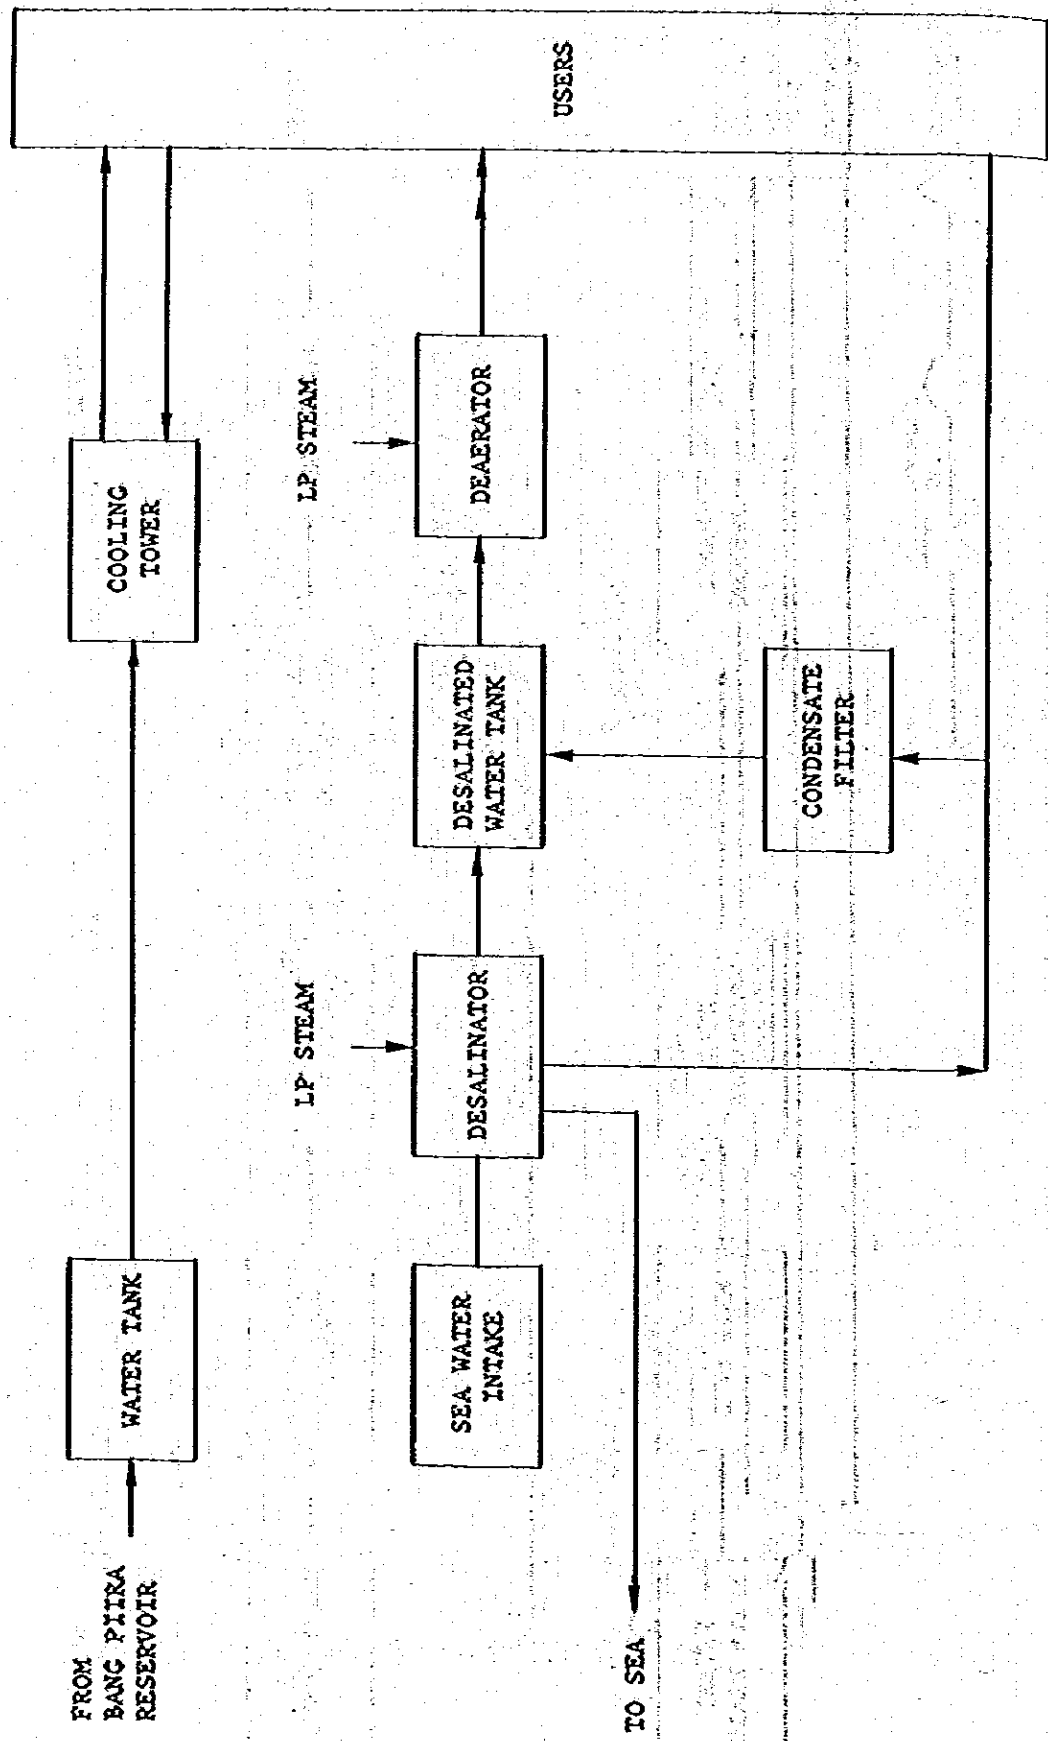 FROM
BANG PIIRA
RESERVOIR
WATER TANK
COOLING
TOWER
USERS
LP STEAM
LP STEAM
SEA WATER
INTAKE
DESALINATOR
DESALINATED
WATER TANK
DEAERATOR
CONDENSATE
FILTER
TO SEA